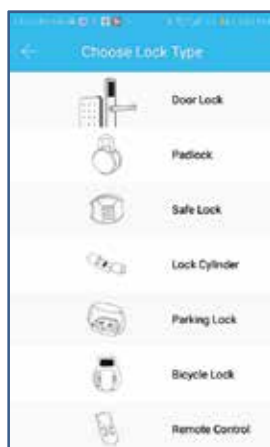 Choose Lock Type
Door Lock
Padlock
Safe Lock
Lock Cylinder
Parking Lock
Bicycle Lock
Remote Control